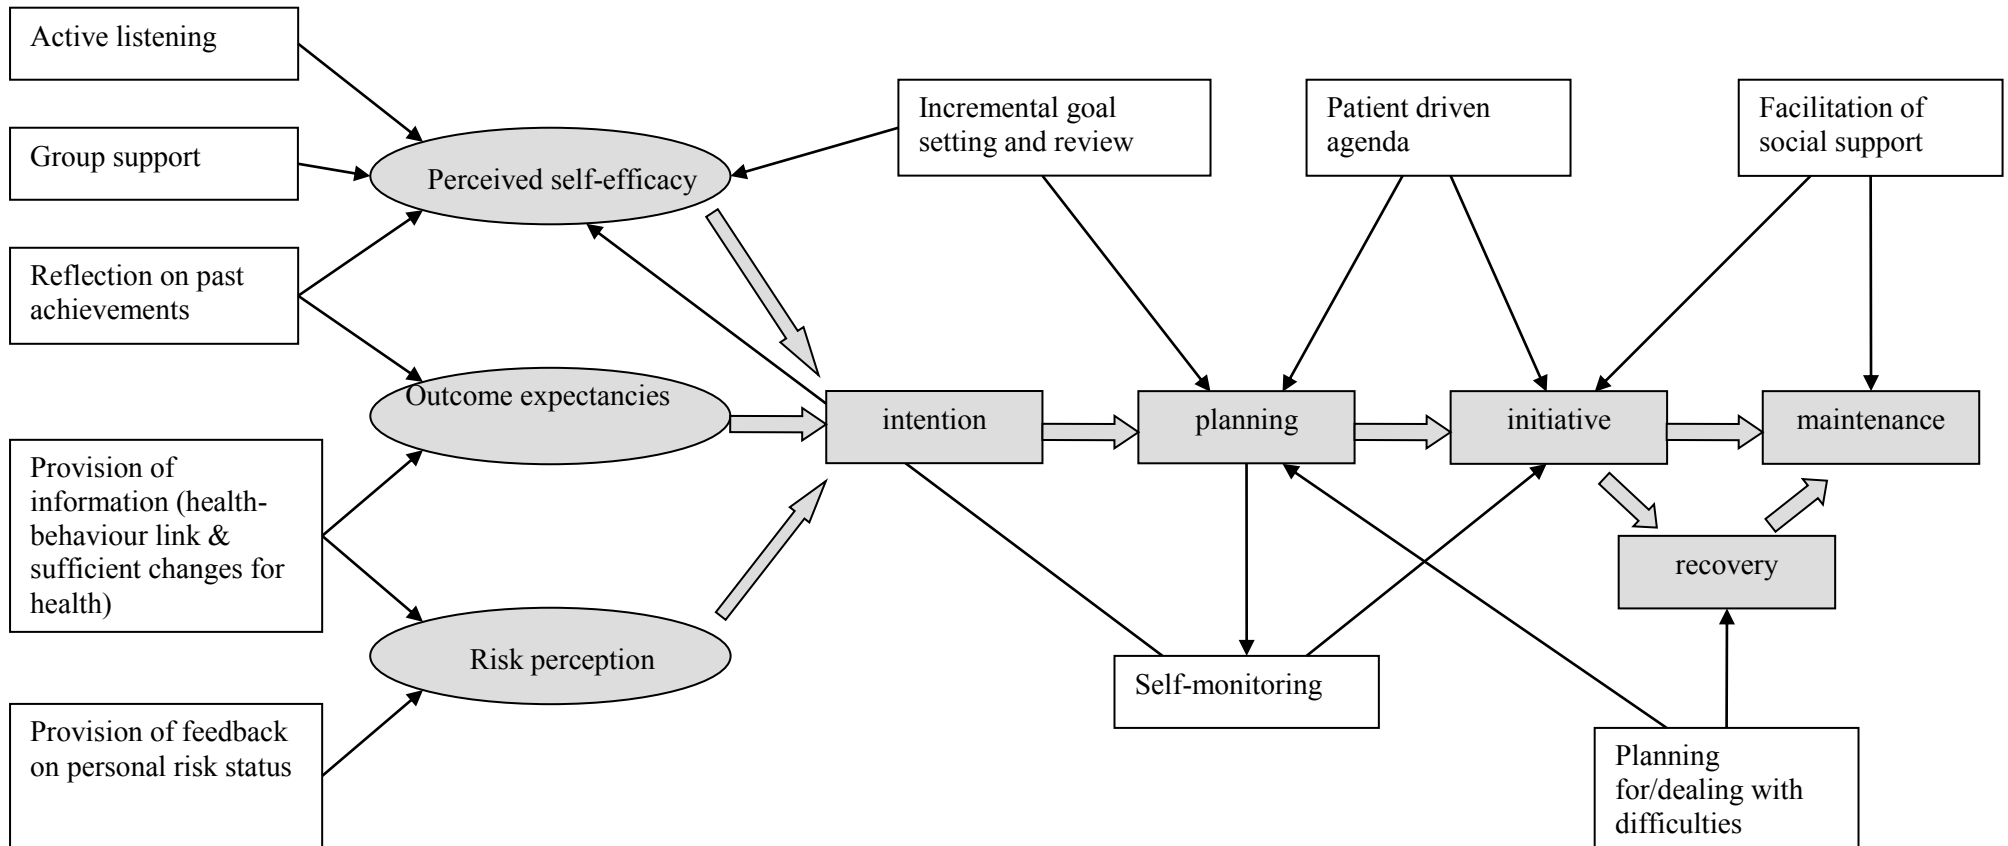 Active listening
Group support
Reflection on past
achievements
Provision of
information (health-
behaviour link &
sufficient changes for
health)
Provision of feedback
on personal risk status
Perceived self-efficacy
Outcome expectancies
Risk perception
Incremental goal
setting and review
Patient driven
agenda
Facilitation of
social support
intention
planning
initiative
maintenance
recovery
Self-monitoring
Planning
for/dealing with
difficulties